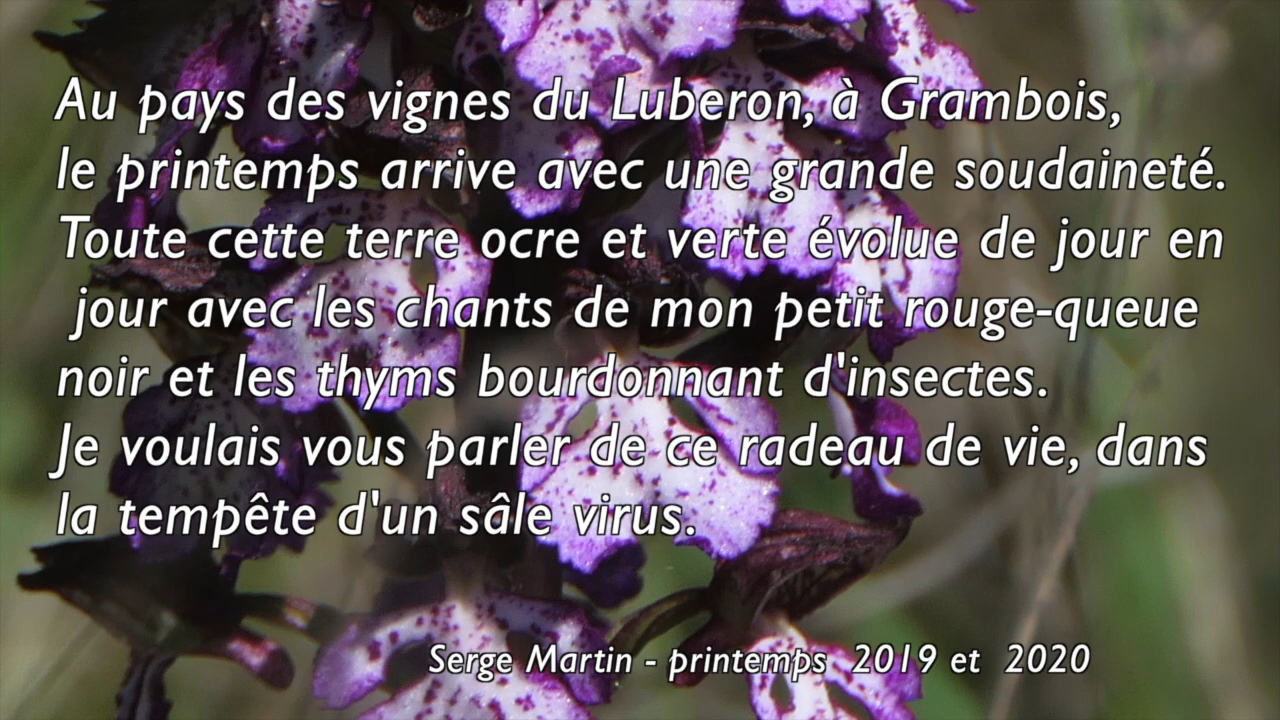 Au pays des vignes du Luberon, à Grambois,
le printemps arrive avec une grande soudaineté.
Toute cette terre ocre et verte évolue de jour en
jour avec les chants de mon petit rouge-queue
noir et les thyms bourdonnant d'insectes.
Je voulais vous parler de ce radeau de vie, dans
la tempête d'un sâle virus.
Serge Martin - printemps 2019 et 2020